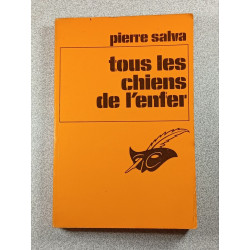 pierre salva
tous les
chiens
de l'enfer